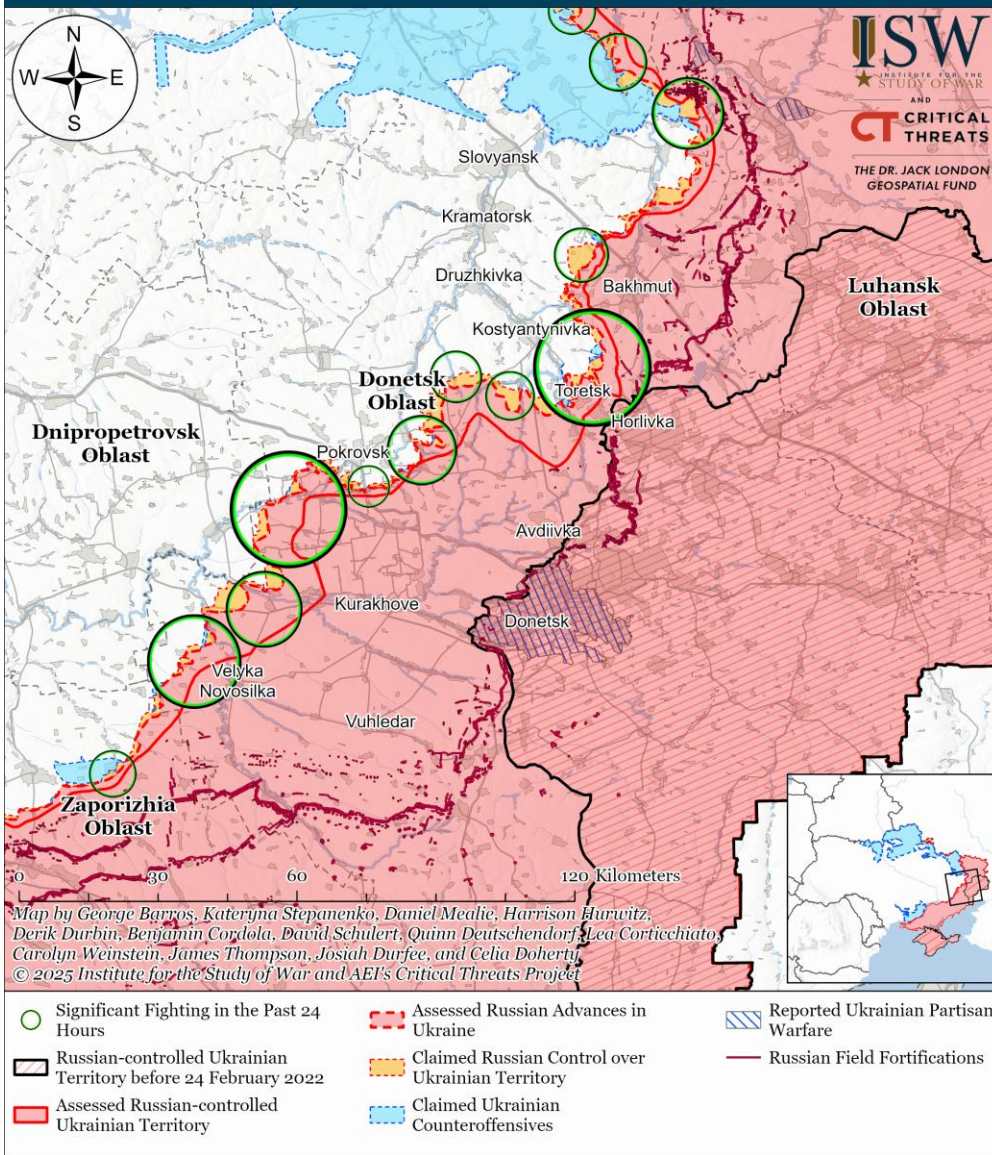 N
W E
S
ISW
INSTITUTE FOR THE
STUDY OF WAR
AND
CT CRITICAL
THREATS
THE DR. JACK LONDON
GEOSPATIAL FUND
Slovyansk
Kramatorsk
Druzhkivka
Bakhmut
Luhansk
Oblast
Kostyantynivka
Donetsk
Oblast
Toretsk
Horlivka
Dnipropetrovsk
Oblast
Pokrovsk
Avdiivka
Kurakhove
Donetsk
Velyka
Novosilka
Vuhledar
Zaporizhia
Oblast
0 30 60 120 Kilometers
Map by George Barros, Kateryna Stepanenko, Daniel Mealie, Harrison Hurwitz,
Derik Durbin, Benjamin Cordola, David Schulert, Quinn Deutschendorf, Lea Corticchiato,
Carolyn Weinstein, James Thompson, Josiah Durfee, and Celia Doherty
© 2025 Institute for the Study of War and AEI's Critical Threats Project
Significant Fighting in the Past 24
Hours
Russian-controlled Ukrainian
Territory before 24 February 2022
Assessed Russian-controlled
Ukrainian Territory
Assessed Russian Advances in
Ukraine
Claimed Russian Control over
Ukrainian Territory
Claimed Ukrainian
Counteroffensives
Reported Ukrainian Partisan
Warfare
Russian Field Fortifications